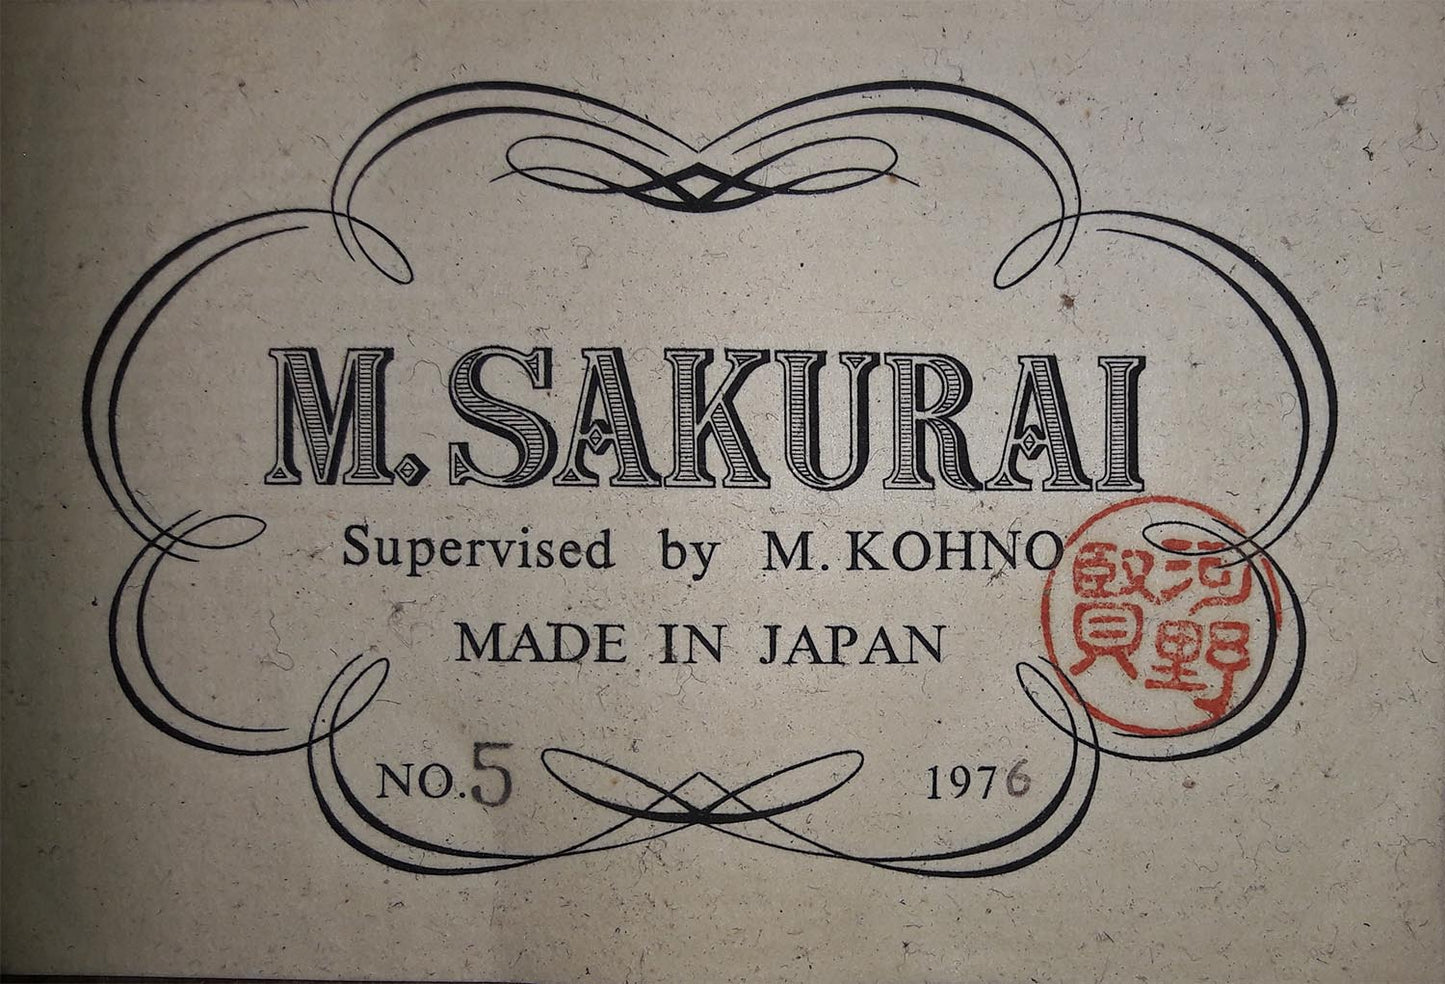 M. SAKURAI
Supervised by M. KOHNO
MADE IN JAPAN
NO. 5
1976
河野賢